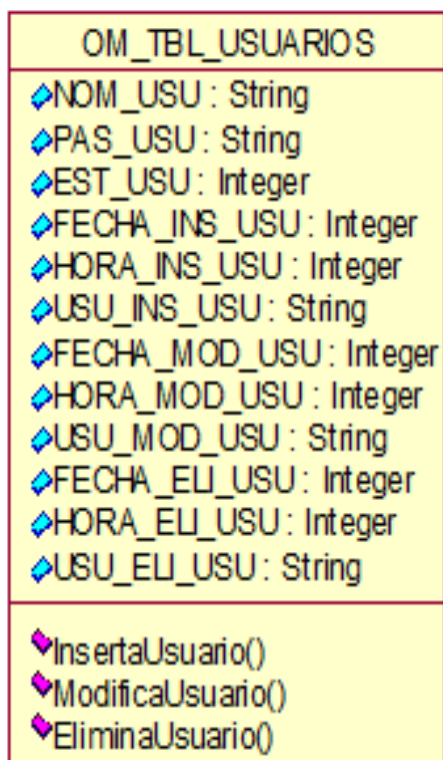 OM_TBL_USUARIOS
NOM_USU : String
PAS_USU : String
EST_USU : Integer
FECHA_INS_USU : Integer
HORA_INS_USU : Integer
USU_INS_USU : String
FECHA_MOD_USU : Integer
HORA_MOD_USU : Integer
USU_MOD_USU : String
FECHA_ELI_USU : Integer
HORA_ELI_USU : Integer
USU_ELI_USU : String
InsertaUsuario()
ModificaUsuario()
EliminaUsuario()